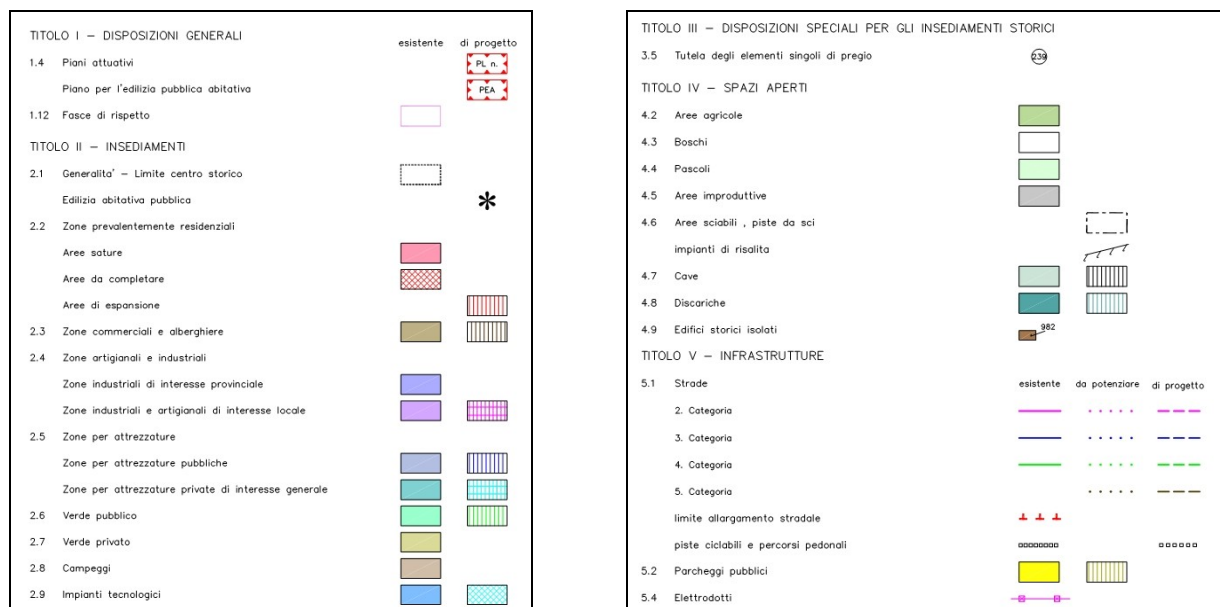 TITOLO I – DISPOSIZIONI GENERALI
esistente di progetto
1.4 Piani attuativi PL n.
Piano per l'edilizia pubblica abitativa PEA
1.12 Fasce di rispetto
TITOLO II – INSEDIAMENTI
2.1 Generalita' – Limite centro storico
Edilizia abitativa pubblica *
2.2 Zone prevalentemente residenziali
Aree sature
Aree da completare
Aree di espansione
2.3 Zone commerciali e alberghiere
2.4 Zone artigianali e industriali
Zone industriali di interesse provinciale
Zone industriali e artigianali di interesse locale
2.5 Zone per attrezzature
Zone per attrezzature pubbliche
Zone per attrezzature private di interesse generale
2.6 Verde pubblico
2.7 Verde privato
2.8 Campeggi
2.9 Impianti tecnologici
TITOLO III – DISPOSIZIONI SPECIALI PER GLI INSEDIAMENTI STORICI
3.5 Tutela degli elementi singoli di pregio 239
TITOLO IV – SPAZI APERTI
4.2 Aree agricole
4.3 Boschi
4.4 Pascoli
4.5 Aree improduttive
4.6 Aree sciabili , piste da sci
impianti di risalita
4.7 Cave
4.8 Discariche
4.9 Edifici storici isolati 982
TITOLO V – INFRASTRUTTURE
5.1 Strade esistente da potenziare di progetto
2. Categoria
3. Categoria
4. Categoria
5. Categoria
limite allargamento stradale
piste ciclabili e percorsi pedonali
5.2 Parcheggi pubblici
5.4 Elettrodotti